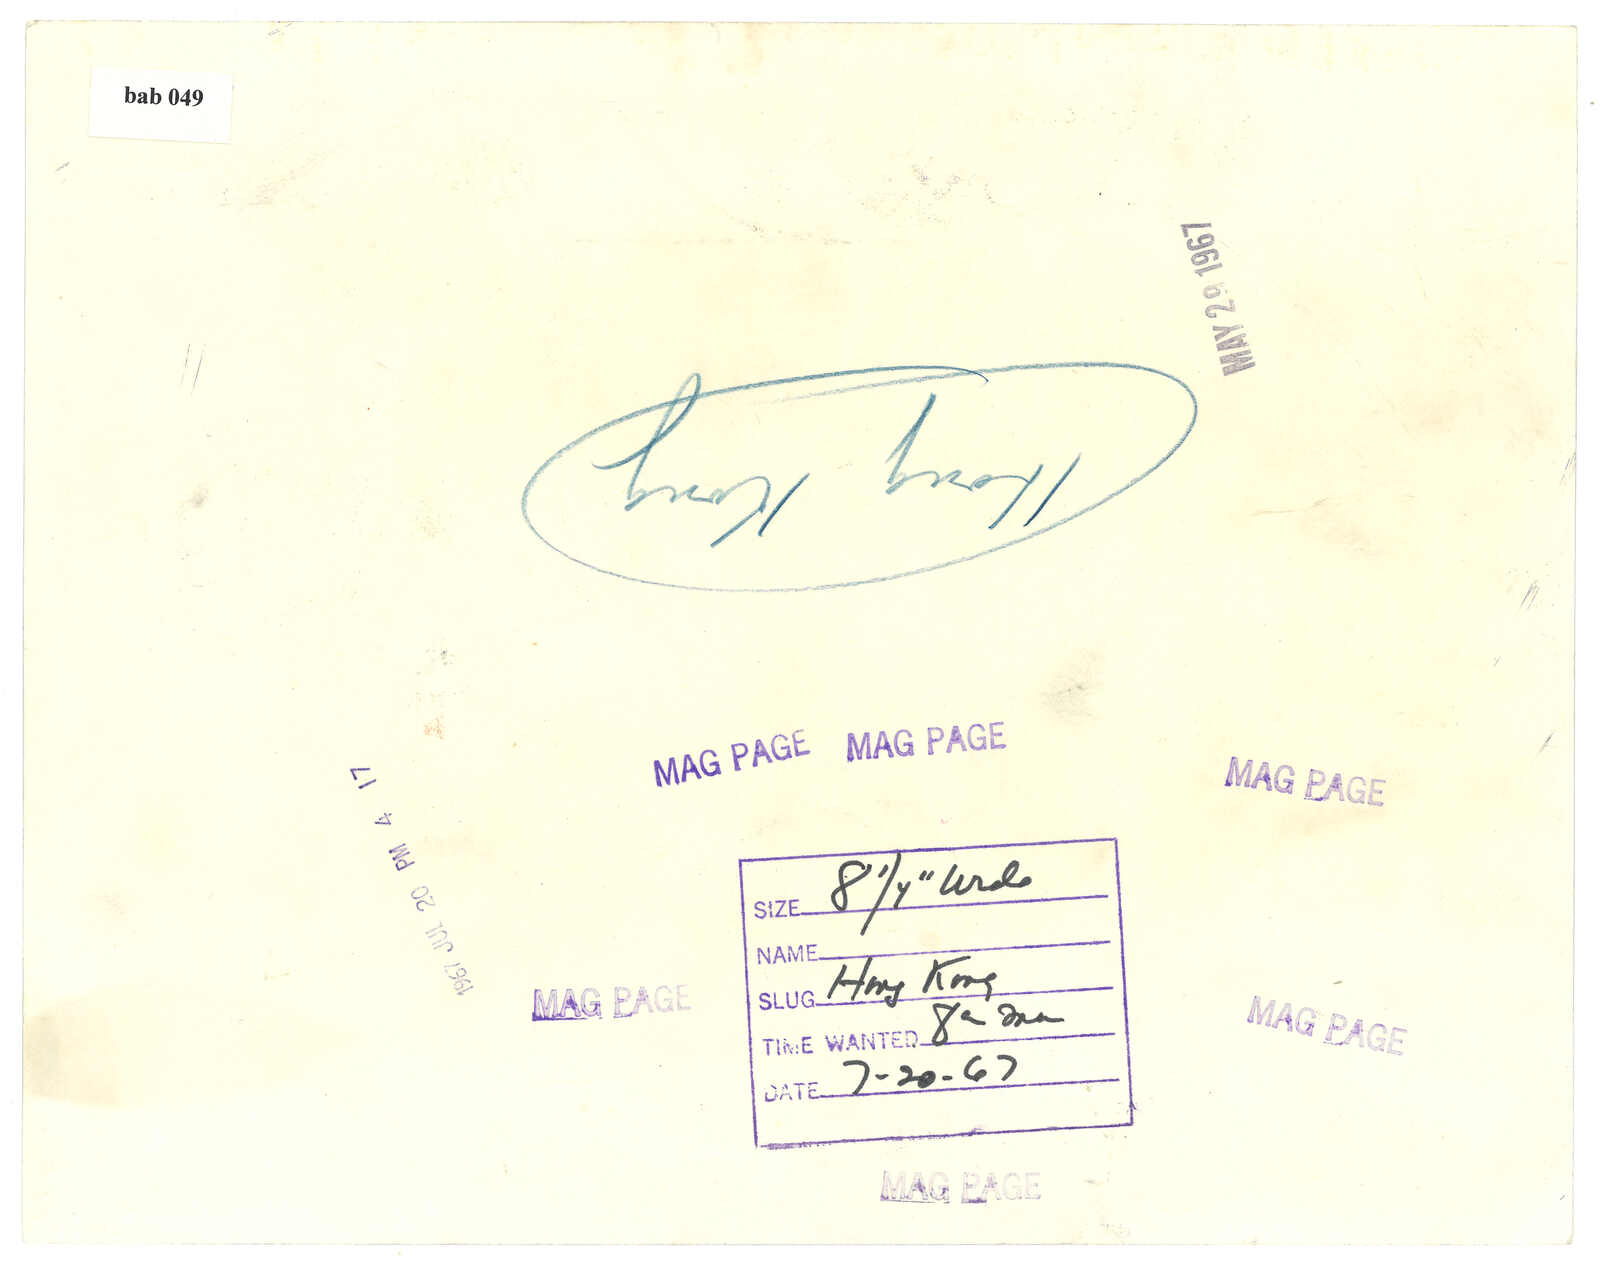 bab 049
MAY 29 1967
Hong Kong
MAG PAGE MAG PAGE
MAG PAGE
1967 JUL 20 PM 4 17
SIZE 8 1/4" Wide
NAME
SLUG Hong Kong
TIME WANTED 8
DATE 7-20-67
MAG PAGE
MAG PAGE
MAG PAGE